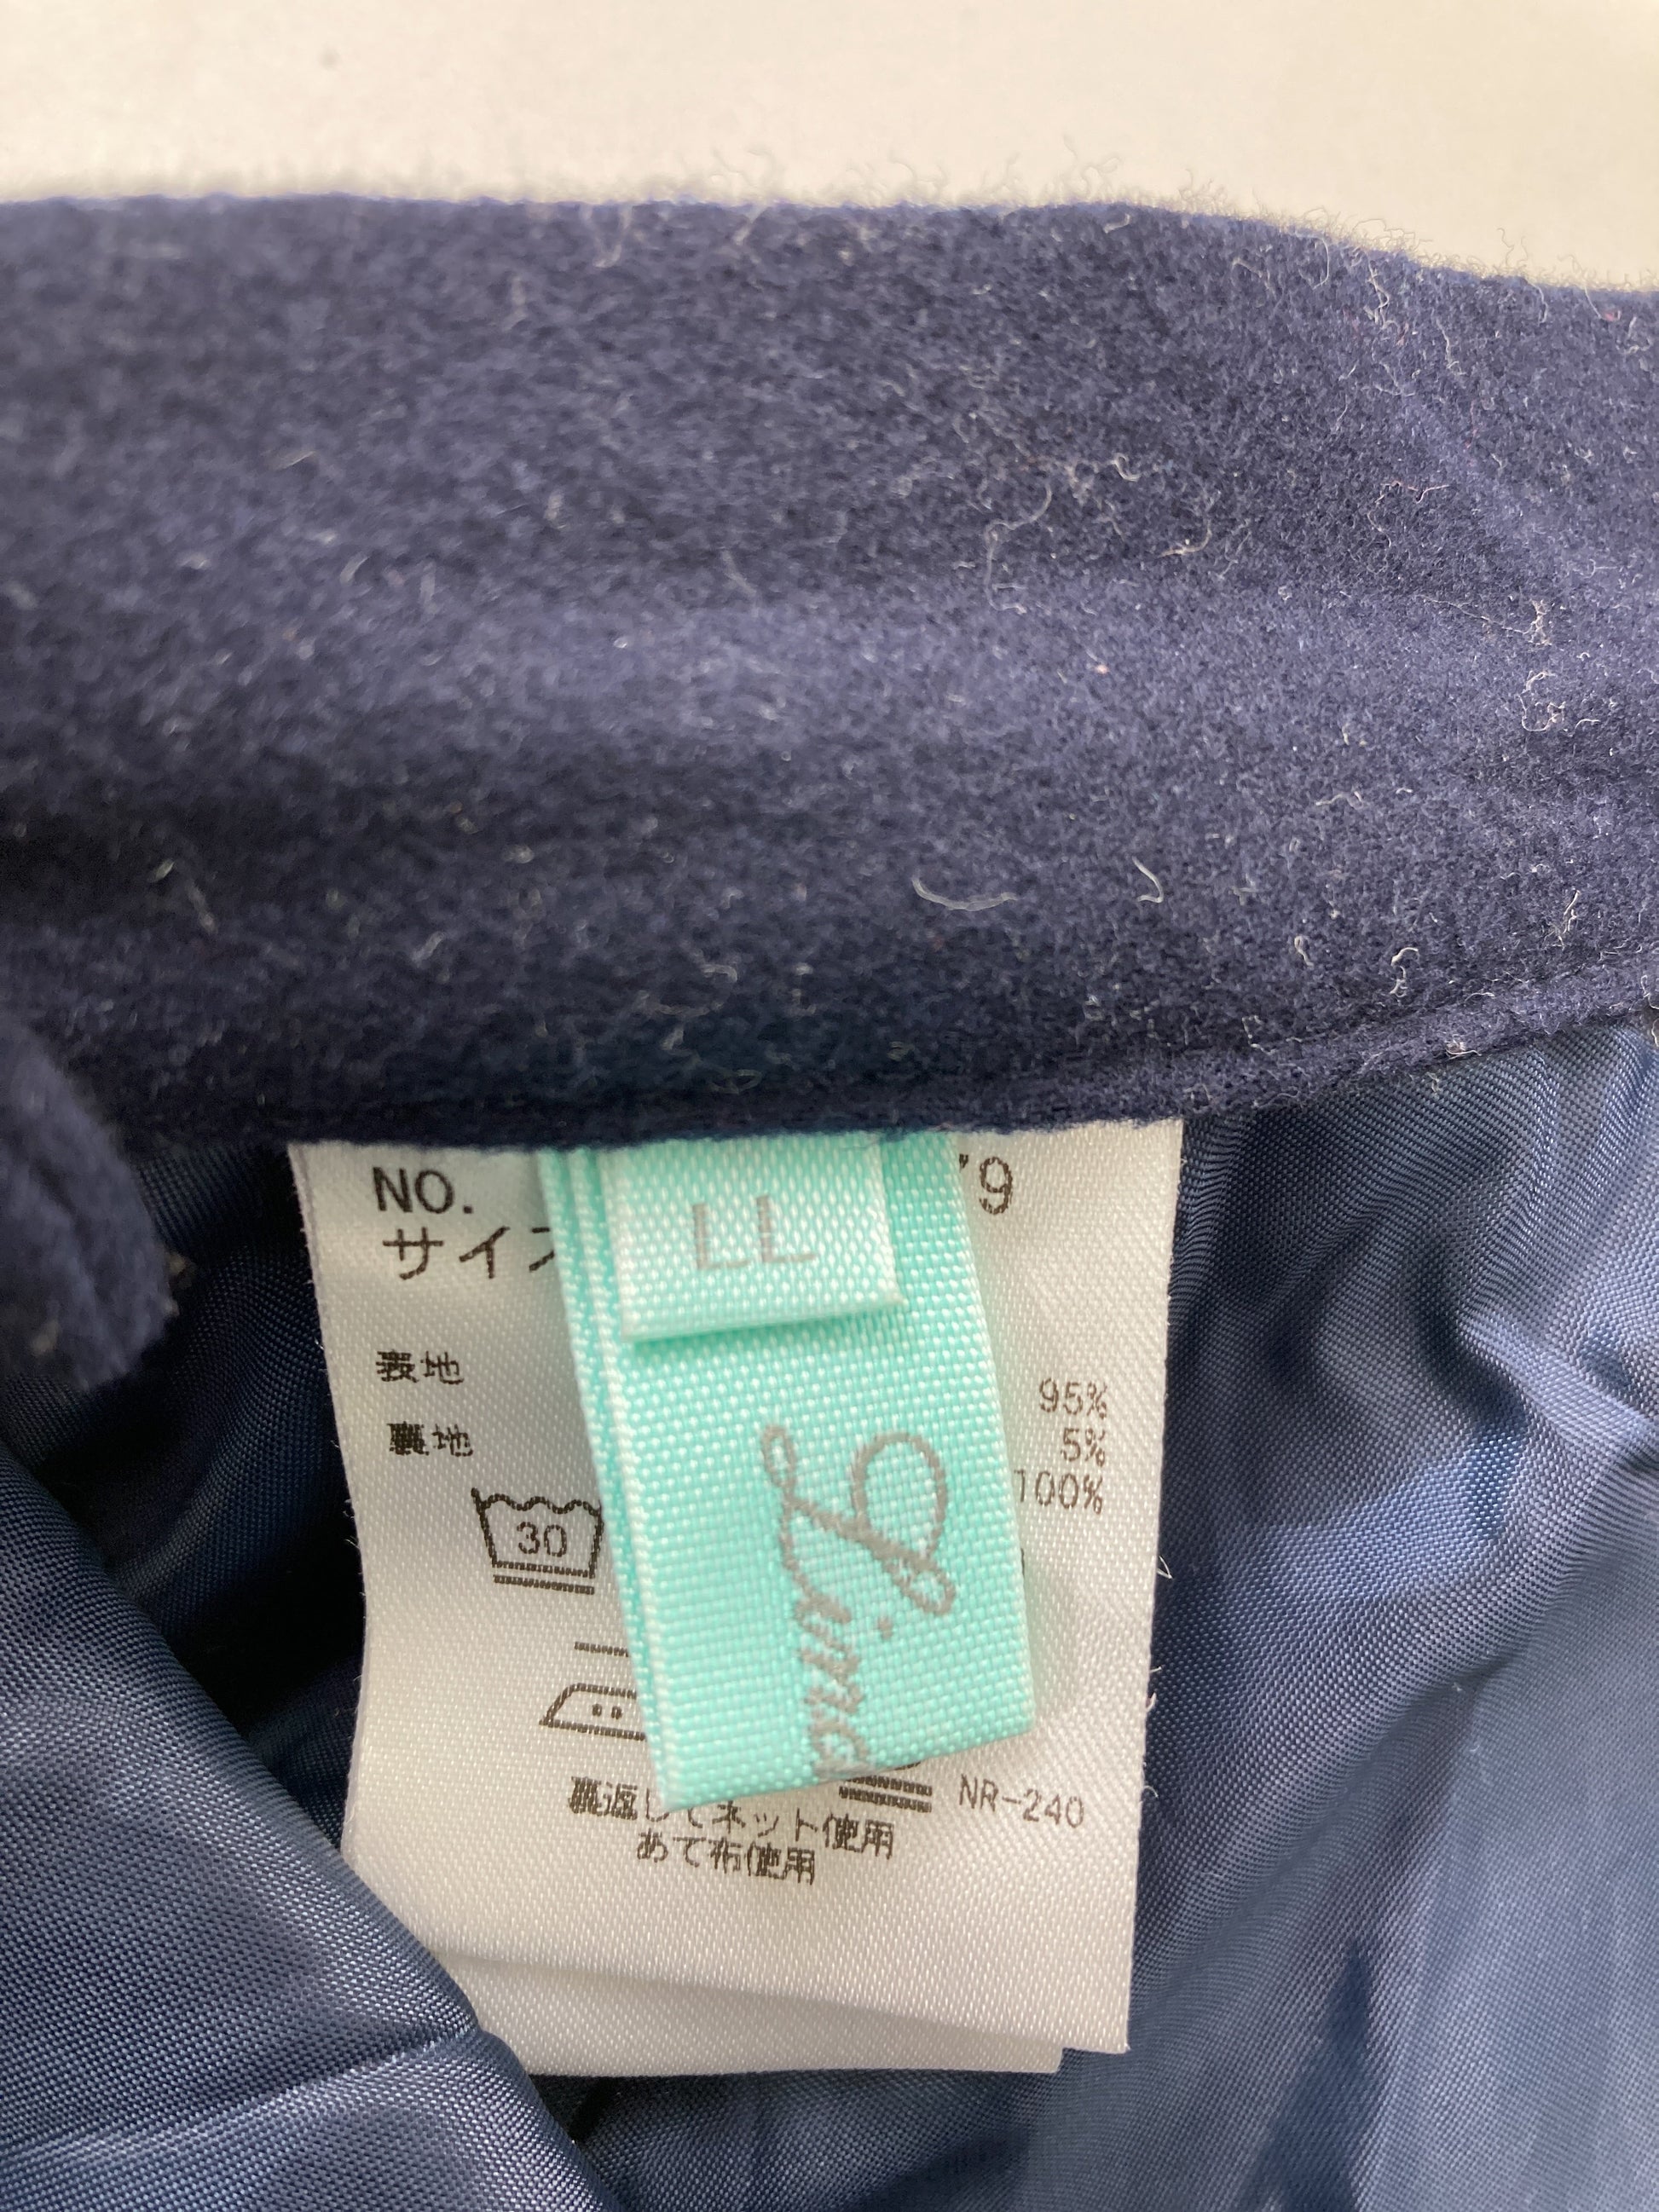 NO.
LL
サイズ
表地
95%
裏地
5%
100%
30
NR-240
裏返してネット使用
あて布使用